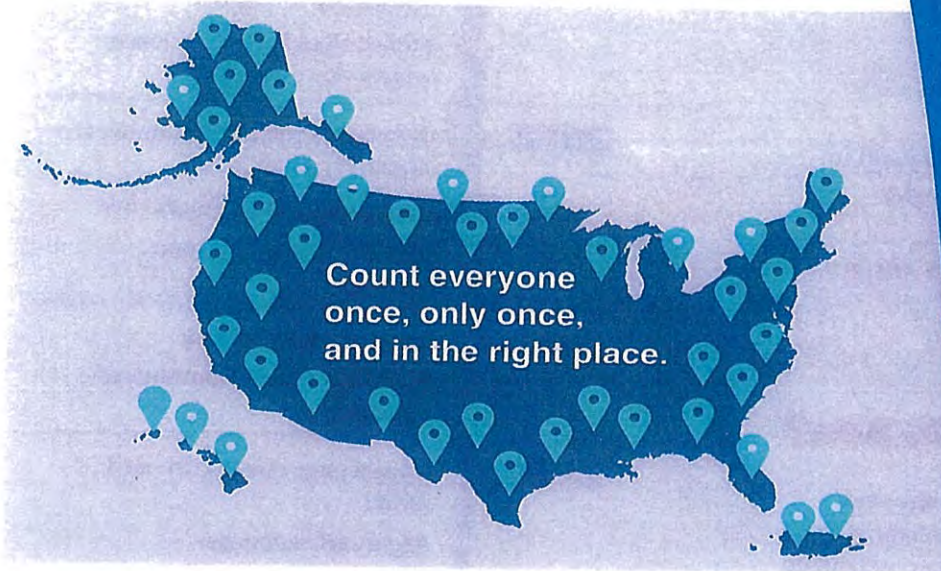 Count everyone
once, only once,
and in the right place.